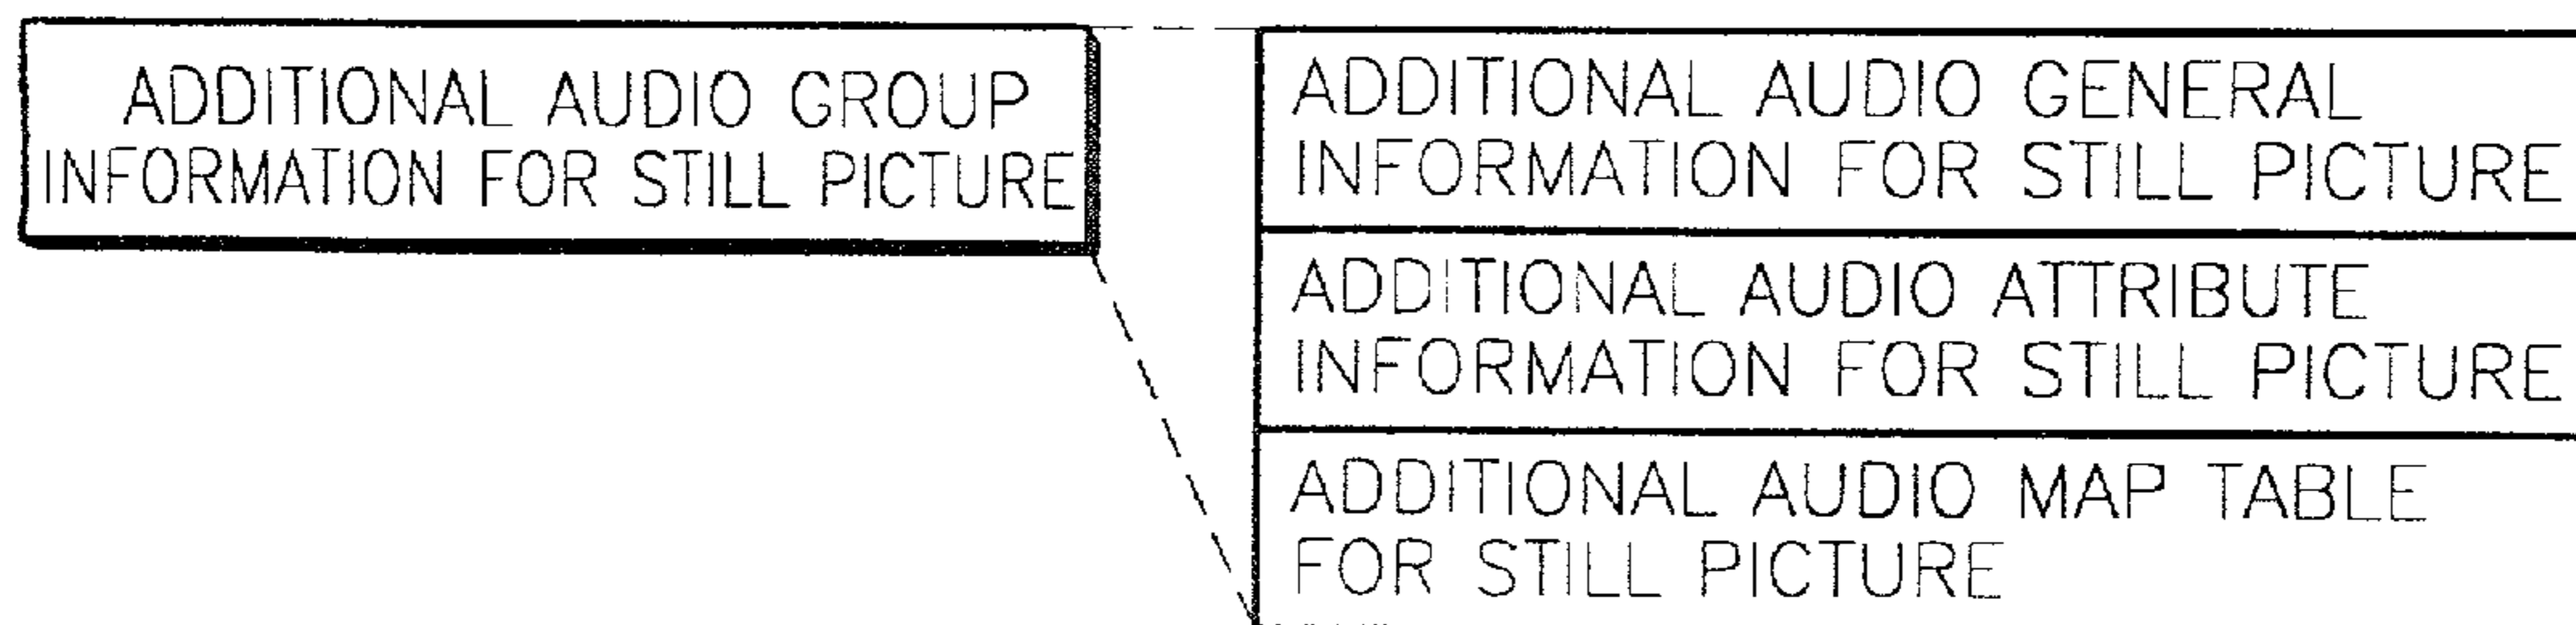 ADDITIONAL AUDIO GROUP
INFORMATION FOR STILL PICTURE
ADDITIONAL AUDIO GENERAL
INFORMATION FOR STILL PICTURE
ADDITIONAL AUDIO ATTRIBUTE
INFORMATION FOR STILL PICTURE
ADDITIONAL AUDIO MAP TABLE
FOR STILL PICTURE